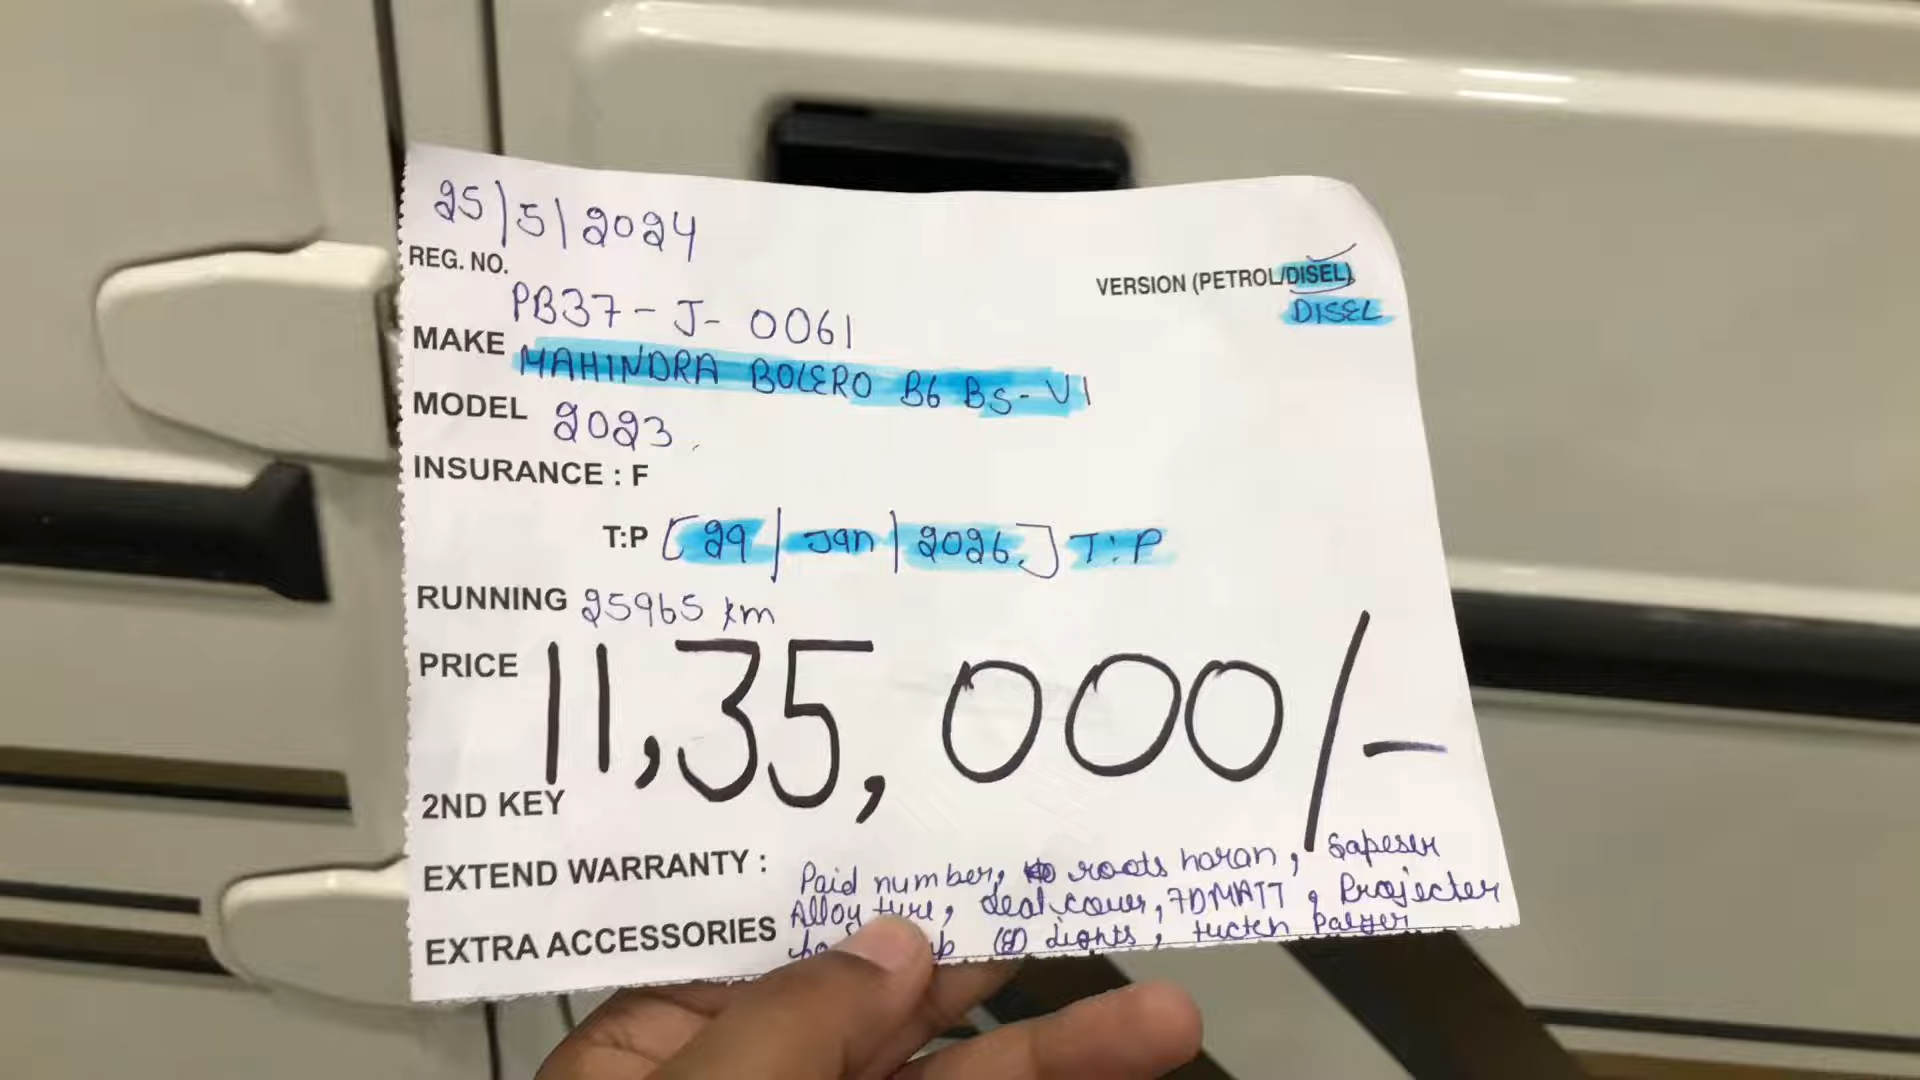 25/5/2024
REG. NO.
PB37-J-0061
VERSION (PETROL/DISEL)
DISEL
MAKE MAHINDRA BOLERO B6 BS-VI
MODEL 2023
INSURANCE : F
T:P [29/Jan/2026] T:P
RUNNING 25965 km
PRICE 11,35,000/-
2ND KEY
EXTEND WARRANTY :
Paid number, roots horan,
EXTRA ACCESSORIES Alloy tyre, 7DMATT, Projecter
lights,